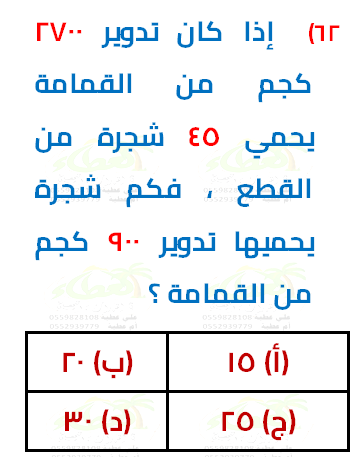 ٦٢) إذا كان تدوير ٢٧٠٠
كجم من القمامة
يحمي ٤٥ شجرة من
القطع ، فكم شجرة
يحميها تدوير ٩٠٠ كجم
من القمامة ؟
(أ) ١٥ (ب) ٢٠
(ج) ٢٥ (د) ٣٠